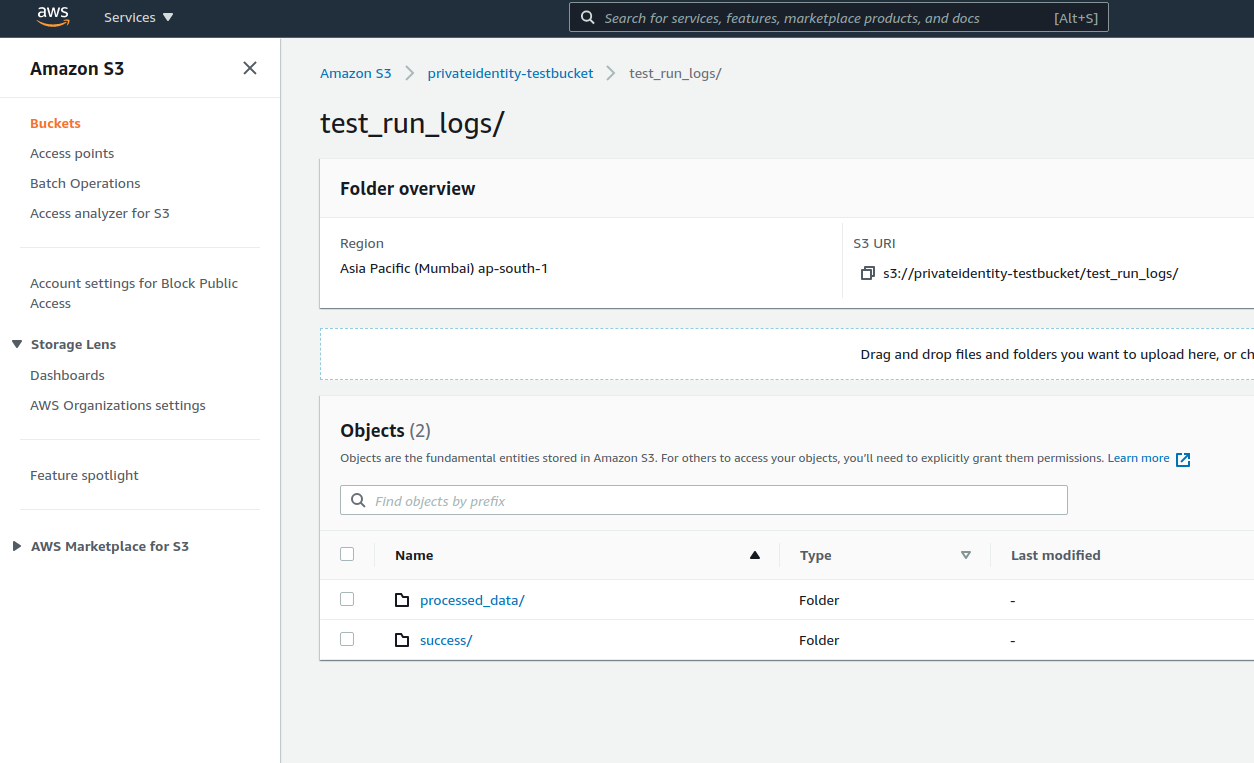 aws
Services
Search for services, features, marketplace products, and docs
[Alt+S]
Amazon S3
Buckets
Access points
Batch Operations
Access analyzer for S3
Account settings for Block Public
Access
Storage Lens
Dashboards
AWS Organizations settings
Feature spotlight
AWS Marketplace for S3
Amazon S3
privateidentity-testbucket
test_run_logs/
test_run_logs/
Folder overview
Region
Asia Pacific (Mumbai) ap-south-1
S3 URI
s3://privateidentity-testbucket/test_run_logs/
Drag and drop files and folders you want to upload here, or ch
Objects (2)
Objects are the fundamental entities stored in Amazon S3. For others to access your objects, you'll need to explicitly grant them permissions. Learn more
Find objects by prefix
Name
Type
Last modified
processed_data/
Folder
-
success/
Folder
-